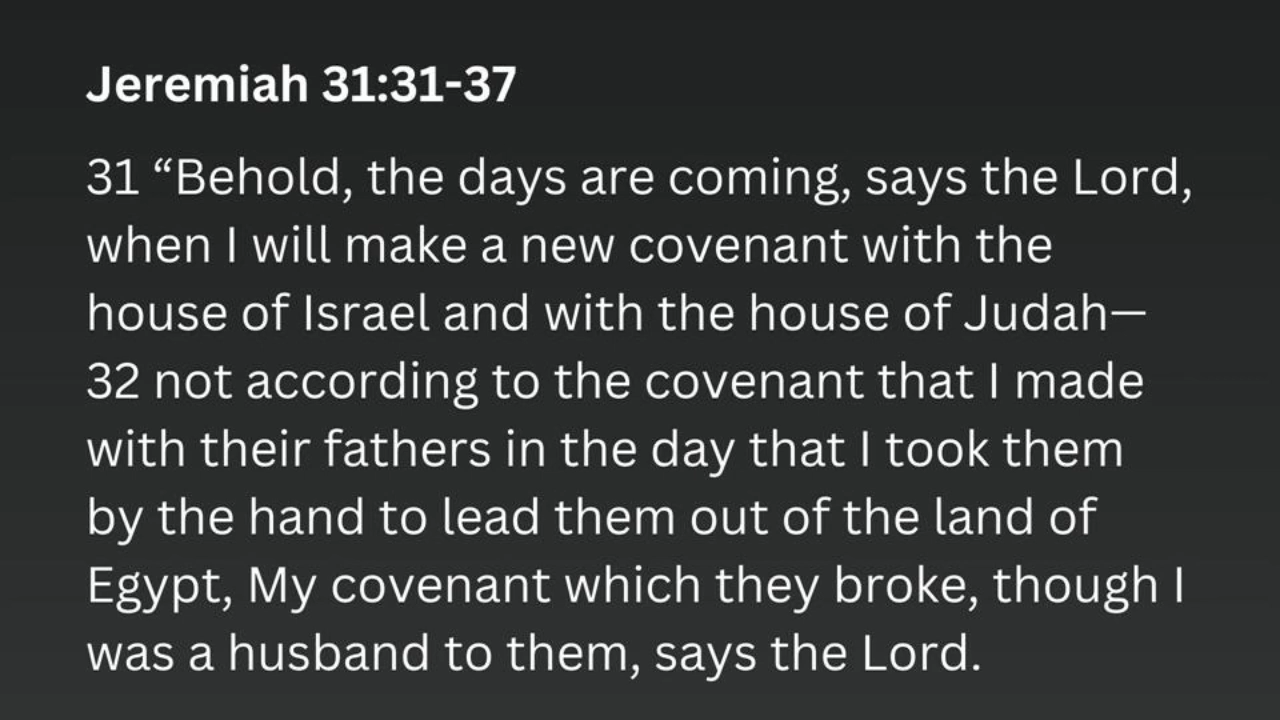 Jeremiah 31:31-37
31 “Behold, the days are coming, says the Lord,
when I will make a new covenant with the
house of Israel and with the house of Judah—
32 not according to the covenant that I made
with their fathers in the day that I took them
by the hand to lead them out of the land of
Egypt, My covenant which they broke, though I
was a husband to them, says the Lord.